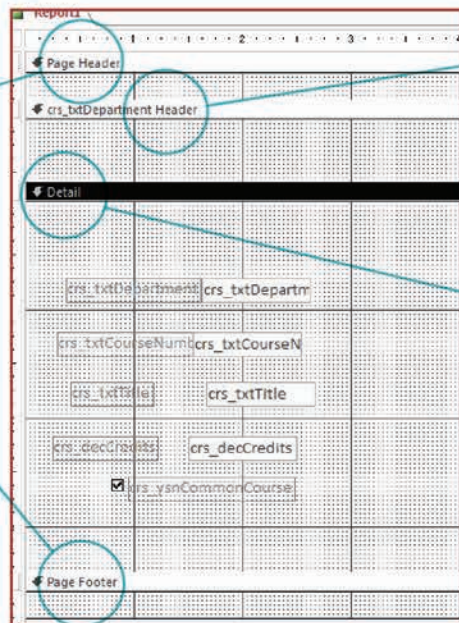 Report1
1 2 3
Page Header
crs_txtDepartment Header
Detail
crs_txtDepartment crs_txtDepartm
crs_txtCourseNumb crs_txtCourseN
crs_txtTitle crs_txtTitle
crs_decCredits crs_decCredits
crs_ysnCommonCourse
Page Footer